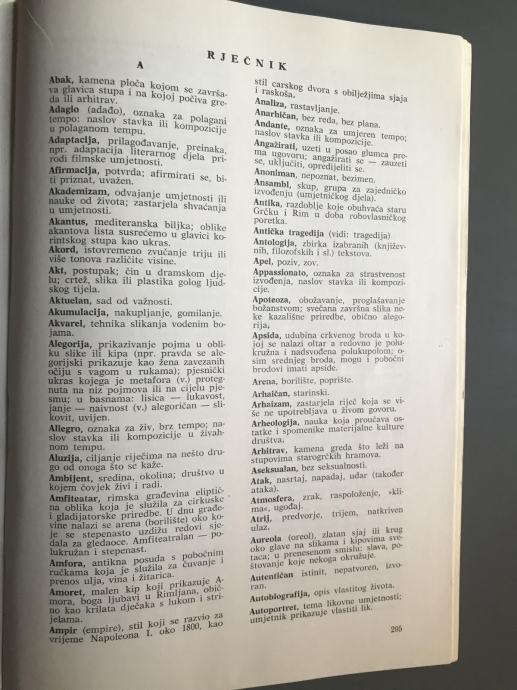 RJEČNIK
A
Abak, kamena ploča kojom se završa-
va glavica stupa i na kojoj počiva gre-
da ili arhitrav.
Adagio (adađo), oznaka za polagani
tempo: naslov stavka ili kompozicije
u polaganom tempu.
Adaptacija, prilagođavanje, preinaka,
npr. adaptacija literarnog djela pri-
rodi filmske umjetnosti.
Afirmacija, potvrda; afirmirati se, bi-
ti priznat, uvažen.
Akademizam, odvajanje umjetnosti ili
nauke od života; zastarjela shvaćanja
u umjetnosti.
Akantus, mediteranska biljka; oblike
akantova lista susrećemo u glavici ko-
rintskog stupa kao ukras.
Akord, istovremeno zvučanje triju ili
više tonova različite visine.
Akt, postupak; čin u dramskom dje-
lu; crtež, slika ili plastika golog ljud-
skog tijela.
Aktuelan, sad od važnosti.
Akumulacija, nakupljanje, gomilanje.
Akvarel, tehnika slikanja vodenim bo-
jama.
Alegorija, prikazivanje pojma u obli-
ku slike ili kipa (npr. pravda se ale-
gorijski prikazuje kao žena zavezanih
očiju s vagom u rukama); pjesnički
ukras kojega je metafora (v.) proteg-
nuta na niz pojmova ili na cijelu pje-
smu; u basnama: lisica — lukavost,
janje — naivnost (v.) alegoričan — sli-
kovit, uvijen.
Allegro, oznaka za živ, brz tempo; na-
slov stavka ili kompozicije u živah-
nom tempu.
Aluzija, ciljanje riječima na nešto dru-
go od onoga što se kaže.
Ambijent, sredina, okolina; društvo u
kojem čovjek živi i radi.
Amfiteatar, rimska građevina eliptič-
na oblika koja je služila za cirkuske
i gladijatorske priredbe. U dnu građe-
vine nalazi se arena (borilište) oko ko-
je se stepenasto uzdižu redovi sje-
dala za gledaoce. Amfiteatralan — po-
lukružan i stepenast.
Amfora, antikna posuda s pobočnim
ručkama koja je služila za čuvanje i
prenos ulja, vina i žitarica.
Amoret, malen kip koji prikazuje A-
mora, boga ljubavi u Rimljana, obič-
no kao krilata dječaka s lukom i stri-
jelama.
Ampir (empire), stil koji se razvio za
vrijeme Napoleona I. oko 1800, kao
stil carskog dvora s obilježjima sjaja
i raskoša.
Analiza, rastavljanje.
Anarhičan, bez reda, bez plana.
Andante, oznaka za umjeren tempo;
naslov stavka ili kompozicije.
Angažirati, uzeti u posao glumca pre-
ma ugovoru; angažirati se — zauzeti
se, uključiti, opredijeliti se.
Anoniman, nepoznat, bezimen.
Ansambl, skup, grupa za zajedničko
izvođenju (umjetničkog djela).
Antika, razdoblje koje obuhvaća staru
Grčku i Rim u doba robovlasničkog
poretka.
Antička tragedija (vidi: tragedija)
Antologija, zbirka izabranih (književ-
nih, filozofskih i sl.) tekstova.
Apel, poziv, zov.
Appassionato, oznaka za strastvenost
izvođenja, naslov stavka ili kompozi-
cije.
Apoteoza, obožavanje, proglašavanje
božanstvom; svečana završna slika ne-
ke kazališne priredbe, obično alego-
rija.
Apsida, udubina crkvenog broda u ko-
joj se nalazi oltar a redovno je polu-
kružna i nadsvođena polukupolom; o-
sim srednjeg broda, mogu i pobočni
brodovi imati apside.
Arena, borilište, poprište.
Arhaičan, starinski.
Arhaizam, zastarjela riječ koja se vi-
še ne upotrebljava u živom govoru.
Arheologija, nauka koja proučava os-
tatke i spomenike materijalne kulture
društva.
Arhitrav, kamena greda što leži na
stupovima starogrčkih hramova.
Aseksualan, bez seksualnosti.
Atak, nasrtaj, napadaj, udar (također
ataka).
Atmosfera, zrak, raspoloženje, »kli-
ma«, ugođaj.
Atrij, predvorje, trijem, natkriven
ulaz.
Aureola (oreol), zlatan sjaj ili krug
oko glave na slikama i kipovima sve-
taca; u prenesenom smislu: slava, po-
štovanje koje nekoga okružuje.
Autentičan istinit, nepatvoren, izvo-
ran.
Autobiografija, opis vlastitog života.
Autoportret, tema likovne umjetnosti;
umjetnik prikazuje vlastiti lik.
295